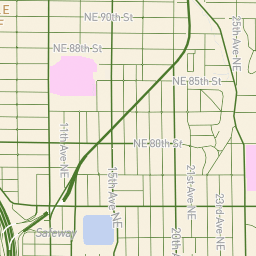 LE
NE 90th St
NE 88th St
25th Ave NE
NE 85th St
11th Ave NE
NE 80th St
15th Ave NE
21st Ave NE
23rd Ave NE
20th
Safeway